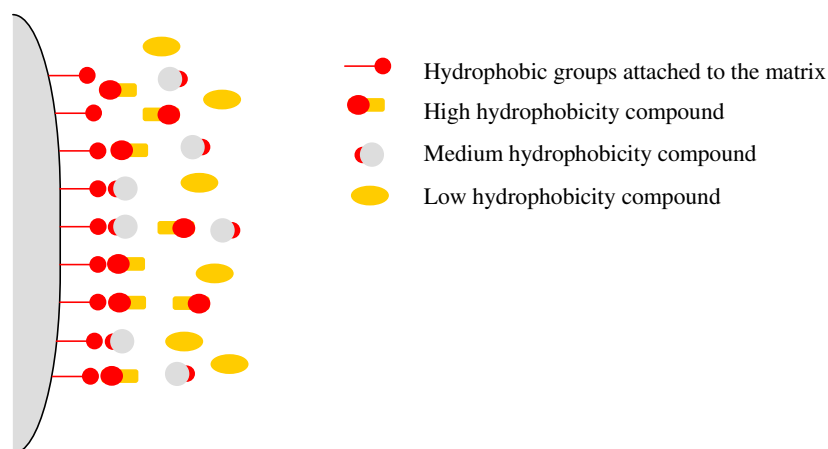 Hydrophobic groups attached to the matrix
High hydrophobicity compound
Medium hydrophobicity compound
Low hydrophobicity compound